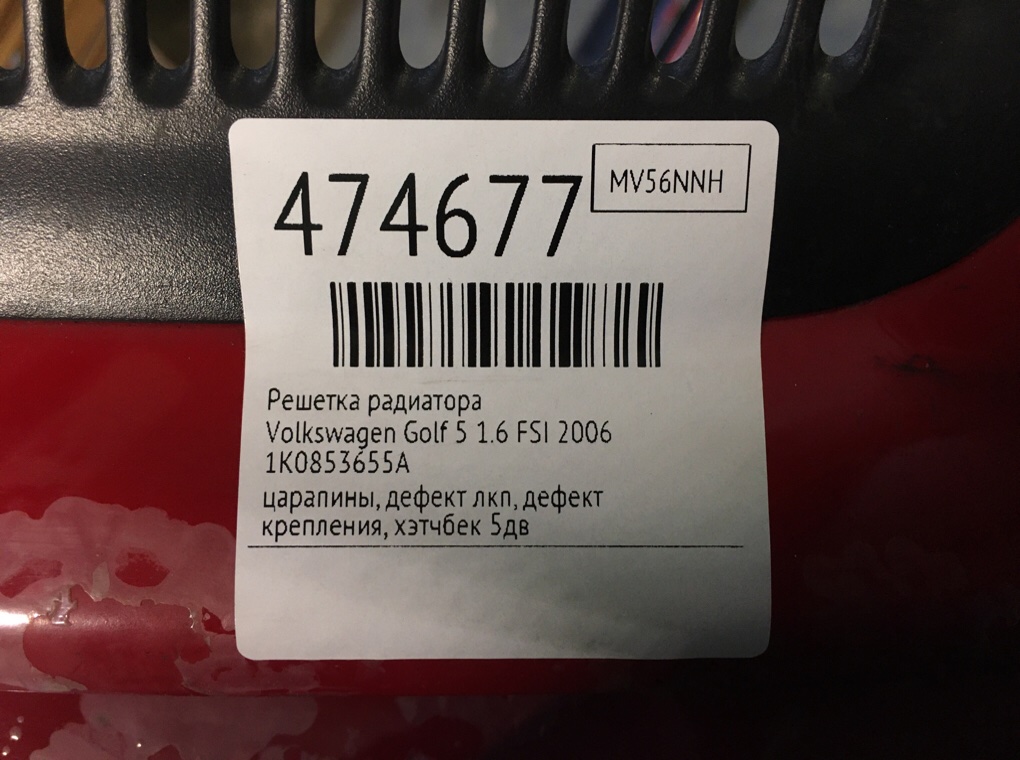 474677
MV56NNH
Решетка радиатора
Volkswagen Golf 5 1.6 FSI 2006
1K0853655A
царапины, дефект лкп, дефект
крепления, хэтчбек 5дв